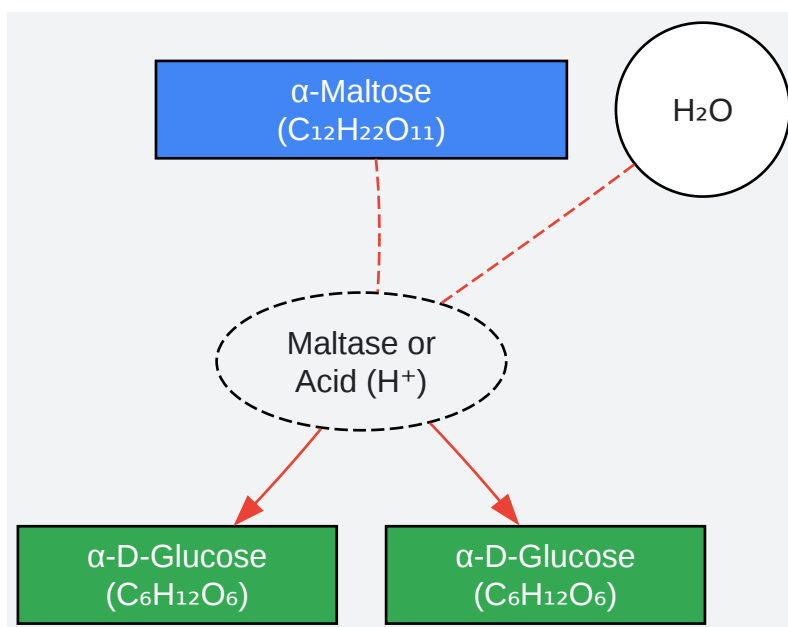 α-Maltose
(C₁₂H₂₂O₁₁)
H₂O
Maltase or
Acid (H⁺)
α-D-Glucose
(C₆H₁₂O₆)
α-D-Glucose
(C₆H₁₂O₆)